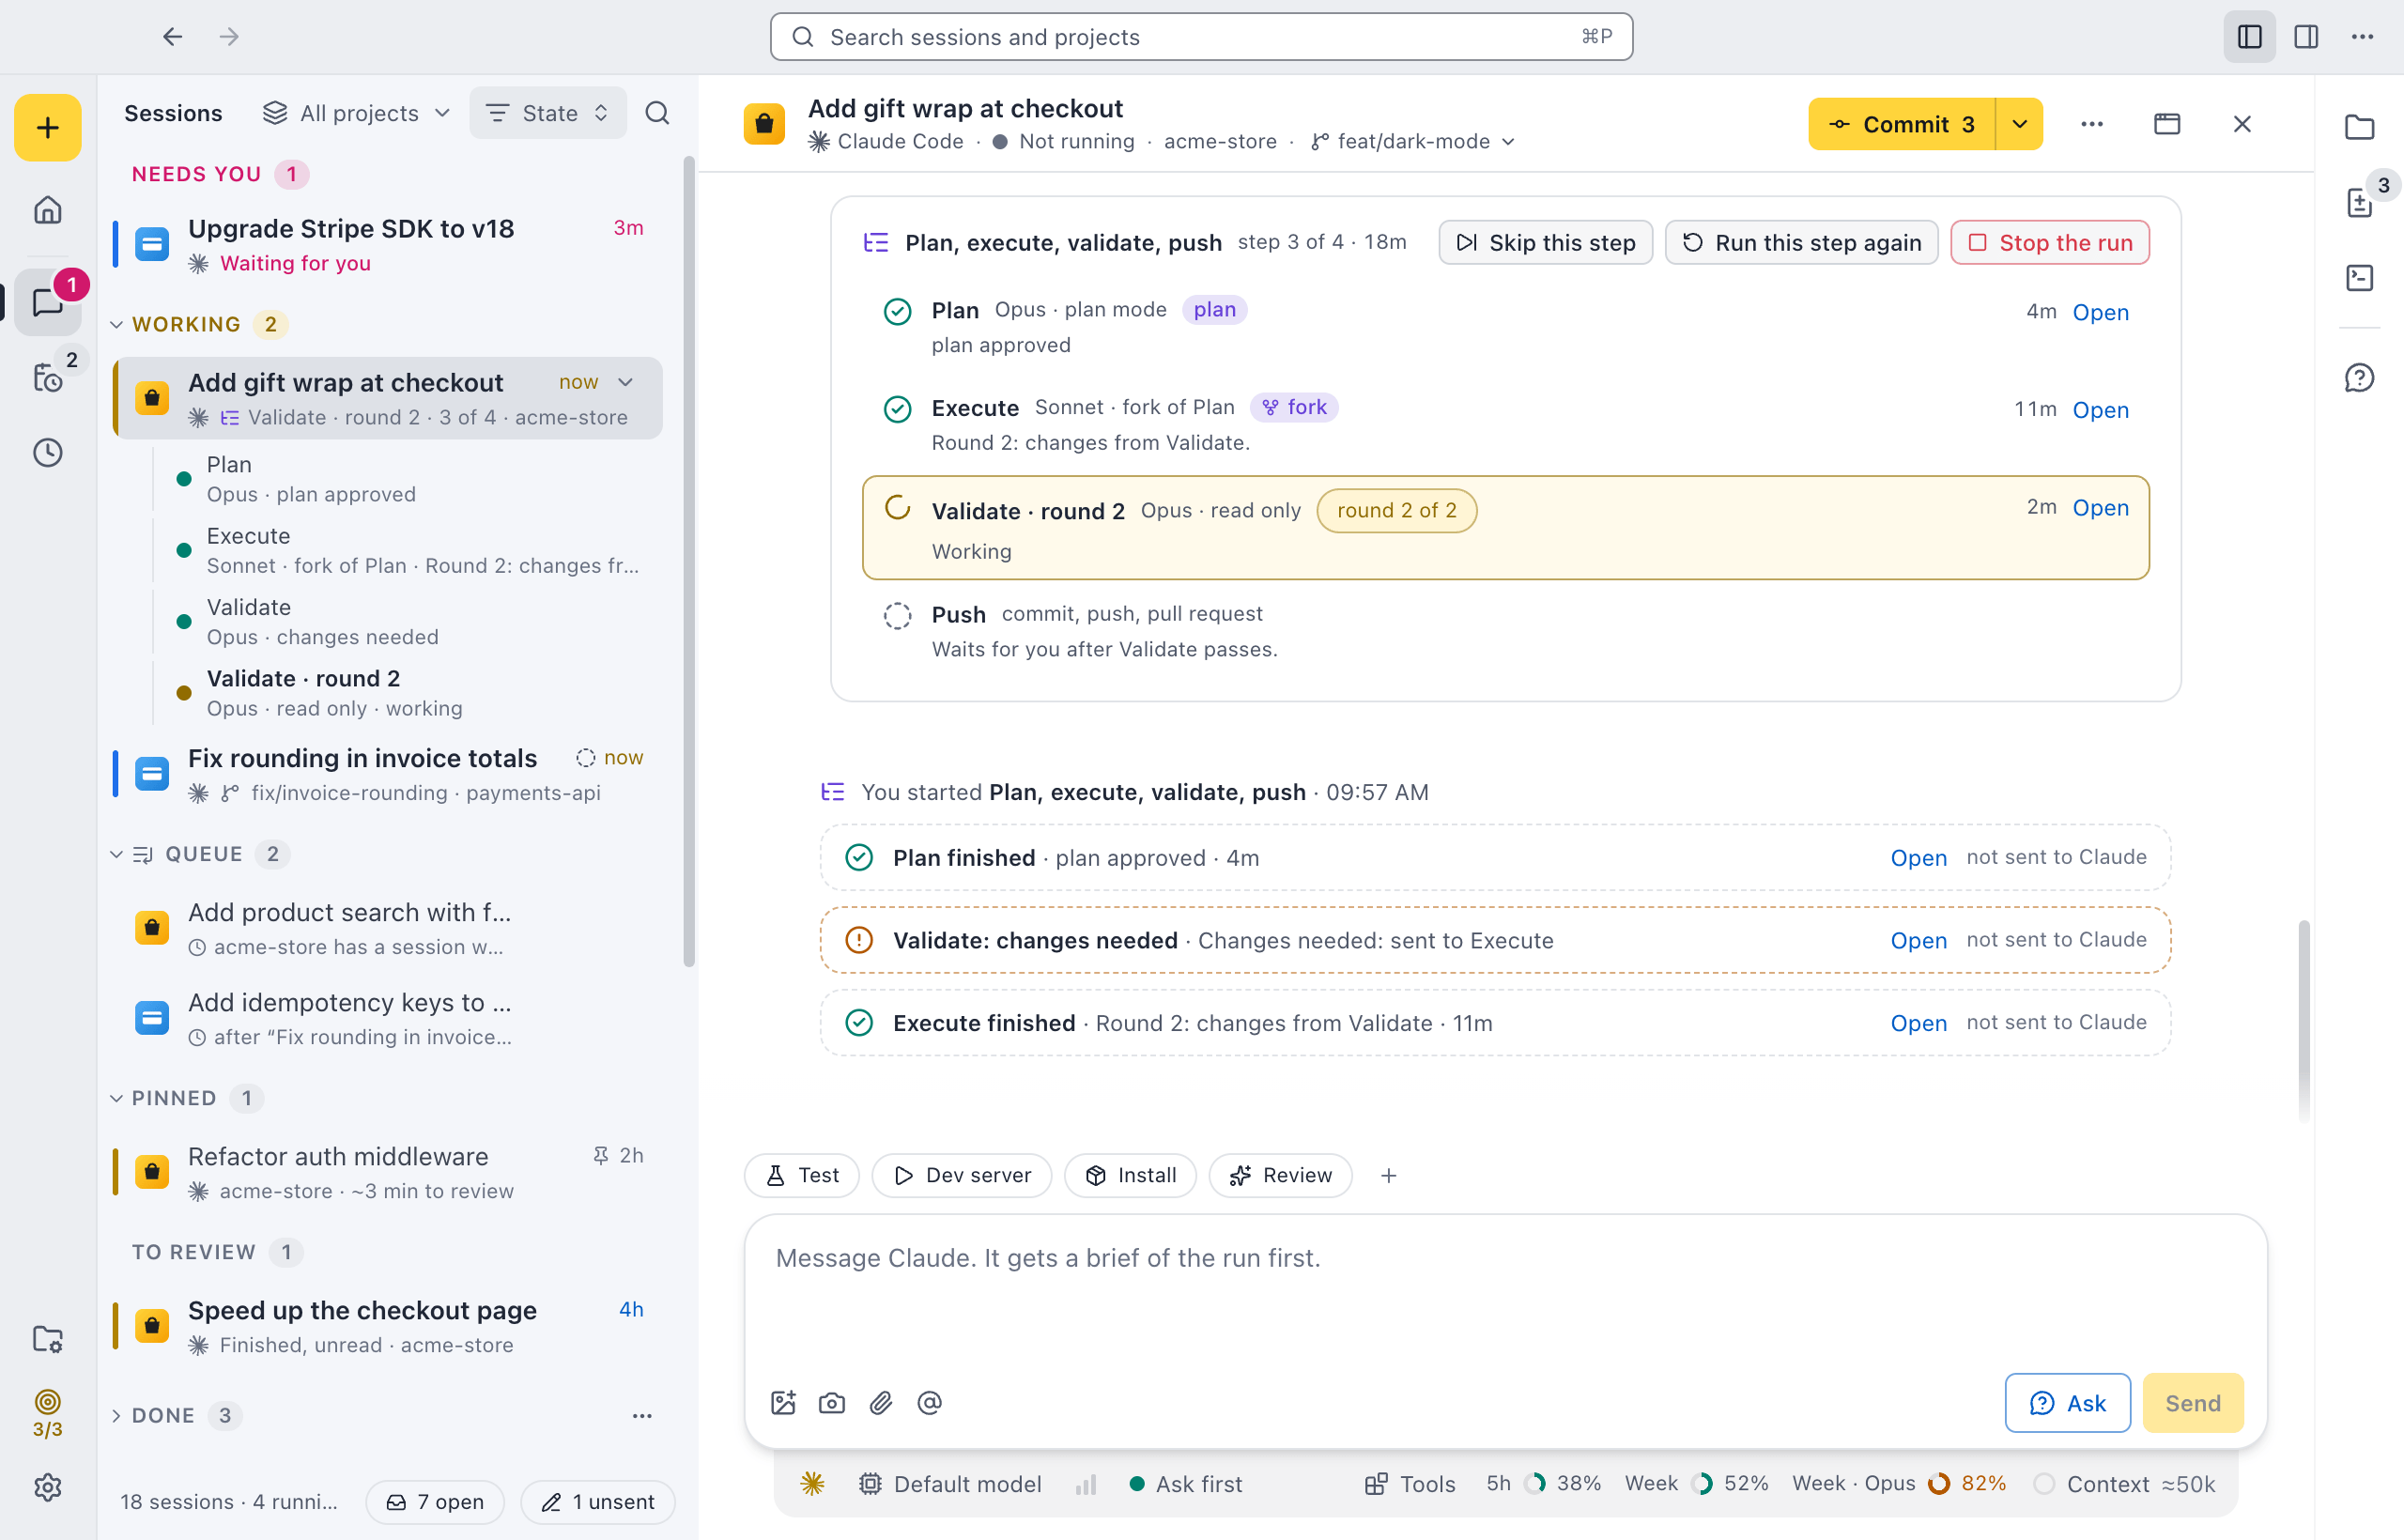 Search sessions and projects ⌘P
Sessions All projects State
NEEDS YOU 1
Upgrade Stripe SDK to v18 3m
Waiting for you
1
WORKING 2
2
Add gift wrap at checkout now
Validate · round 2 · 3 of 4 · acme-store
Plan
Opus · plan approved
Execute
Sonnet · fork of Plan · Round 2: changes fr...
Validate
Opus · changes needed
Validate · round 2
Opus · read only · working
Fix rounding in invoice totals now
fix/invoice-rounding · payments-api
QUEUE 2
Add product search with f...
acme-store has a session w...
Add idempotency keys to ...
after “Fix rounding in invoice...
PINNED 1
Refactor auth middleware 2h
acme-store · ~3 min to review
TO REVIEW 1
Speed up the checkout page 4h
Finished, unread · acme-store
DONE 3
3/3
18 sessions · 4 runni... 7 open 1 unsent
Add gift wrap at checkout
Claude Code · Not running · acme-store · feat/dark-mode
Commit 3
3
Plan, execute, validate, push step 3 of 4 · 18m Skip this step Run this step again Stop the run
Plan Opus · plan mode plan 4m Open
plan approved
Execute Sonnet · fork of Plan fork 11m Open
Round 2: changes from Validate.
Validate · round 2 Opus · read only round 2 of 2 2m Open
Working
Push commit, push, pull request
Waits for you after Validate passes.
You started Plan, execute, validate, push · 09:57 AM
Plan finished · plan approved · 4m Open not sent to Claude
Validate: changes needed · Changes needed: sent to Execute Open not sent to Claude
Execute finished · Round 2: changes from Validate · 11m Open not sent to Claude
Test Dev server Install Review
Message Claude. It gets a brief of the run first.
Ask Send
Default model Ask first Tools 5h 38% Week 52% Week · Opus 82% Context ≈50k